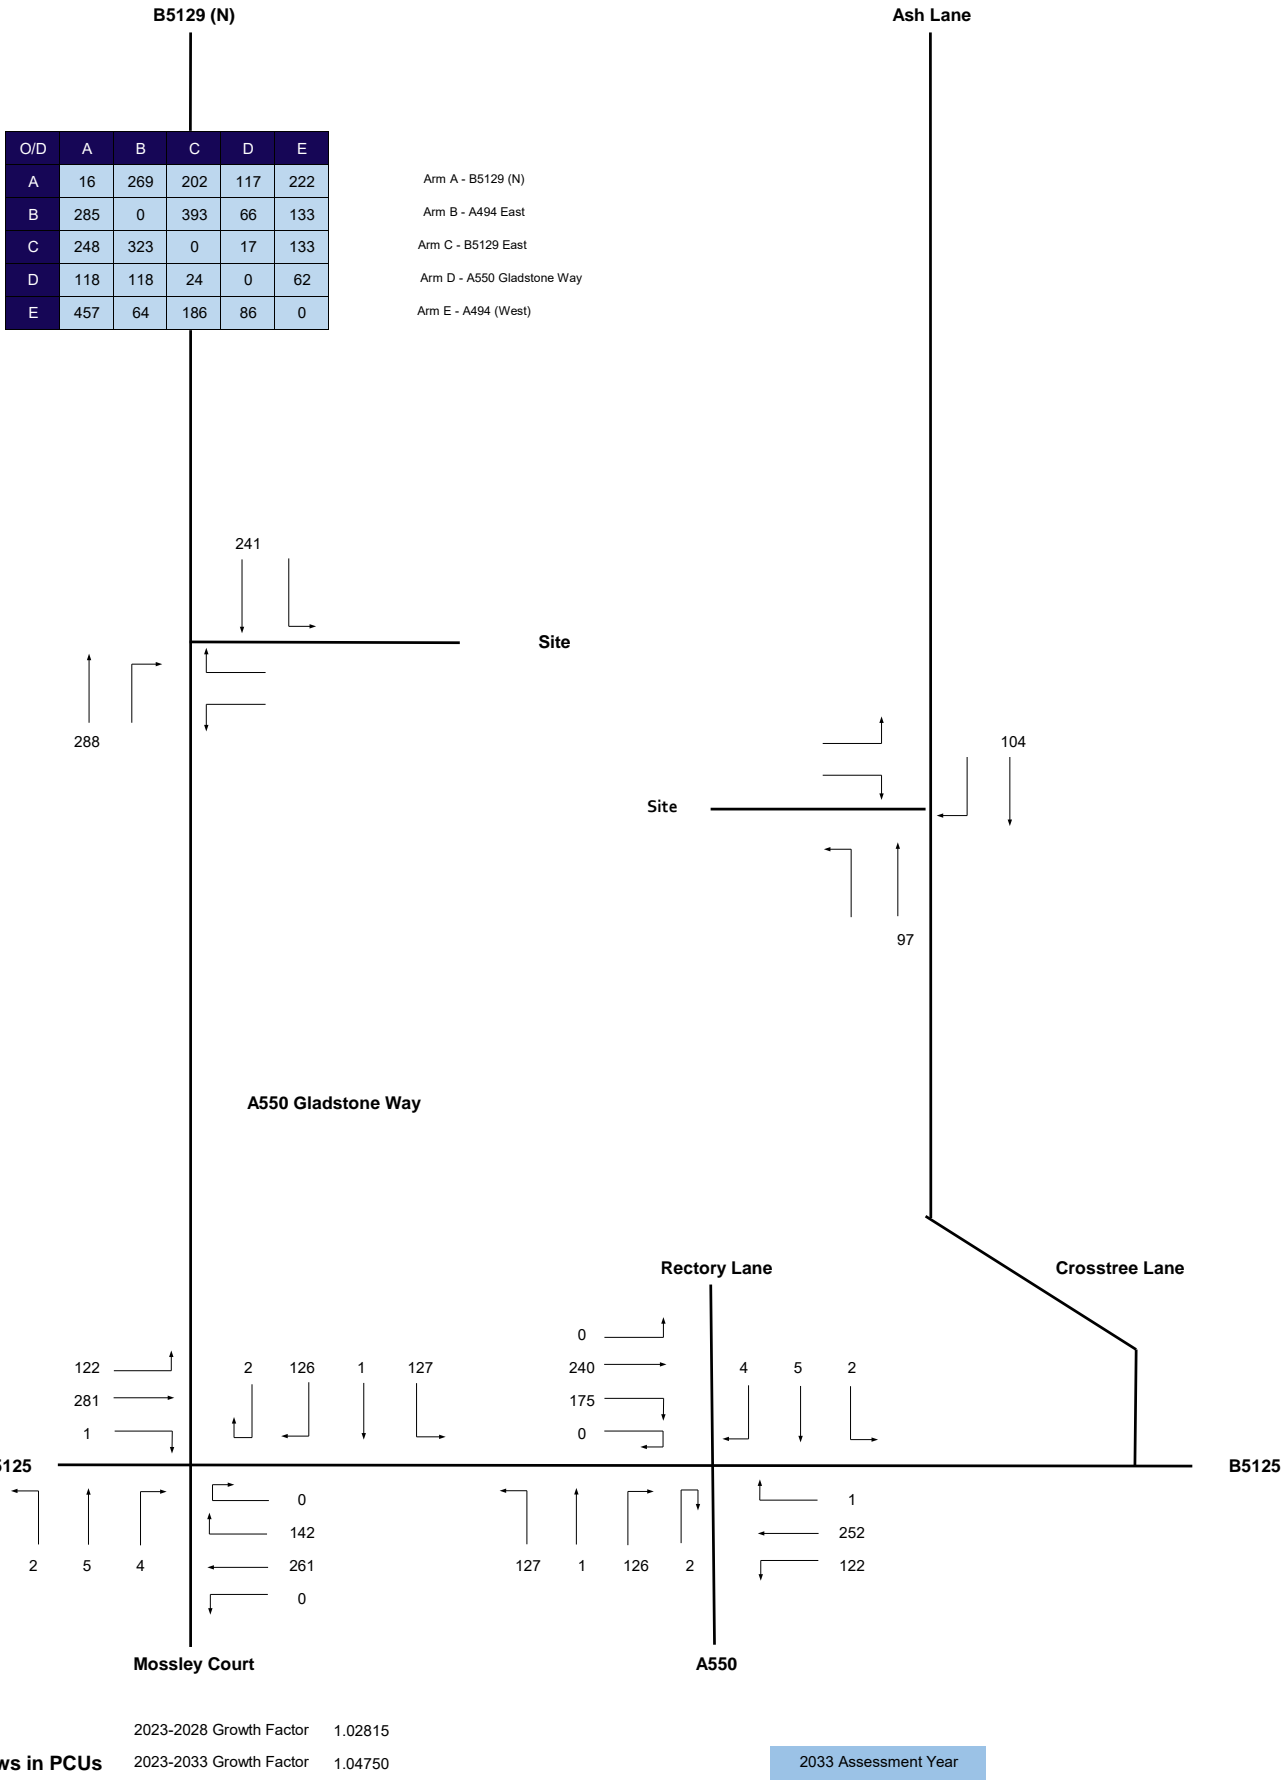 B5129 (N)
Ash Lane
O/D A B C D E
A 16 269 202 117 222
B 285 0 393 66 133
C 248 323 0 17 133
D 118 118 24 0 62
E 457 64 186 86 0
Arm A - B5129 (N)
Arm B - A494 East
Arm C - B5129 East
Arm D - A550 Gladstone Way
Arm E - A494 (West)
241
Site
288
104
Site
97
A550 Gladstone Way
Rectory Lane
Crosstree Lane
0
122 2 126 1 127 240 4 5 2
281 175
1 0
5125
B5125
0 1
142 252
2 5 4 261 127 1 126 2 122
0
Mossley Court
A550
2023-2028 Growth Factor 1.02815
ws in PCUs 2023-2033 Growth Factor 1.04750
2033 Assessment Year